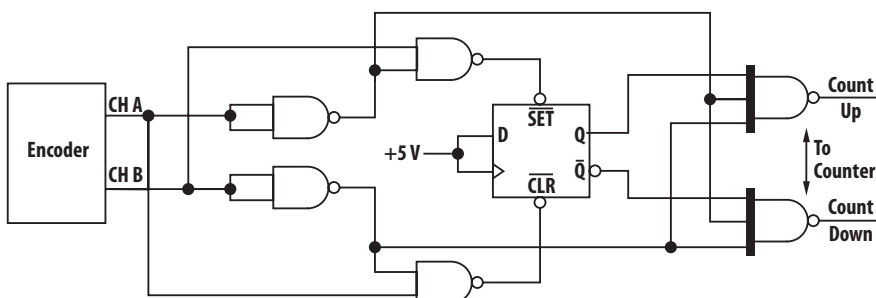 CH A
Encoder
CH B
+5 V
D
SET
Q
Q̄
CLR
Count
Up
To
Counter
Count
Down